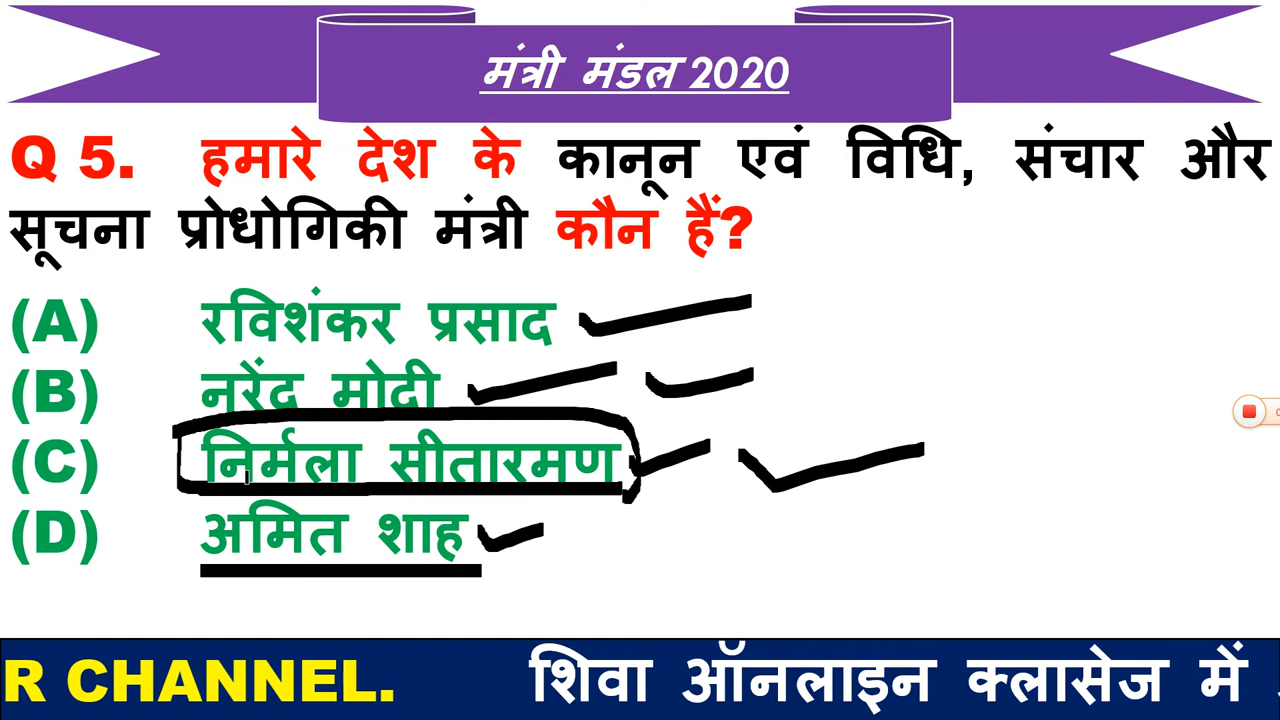 मंत्री मंडल 2020
Q 5. हमारे देश के कानून एवं विधि, संचार और
सूचना प्रोधोगिकी मंत्री कौन हैं?
(A) रविशंकर प्रसाद
(B) नरेंद्र मोदी
(C) निर्मला सीतारमण
(D) अमित शाह
R CHANNEL. शिवा ऑनलाइन क्लासेज में